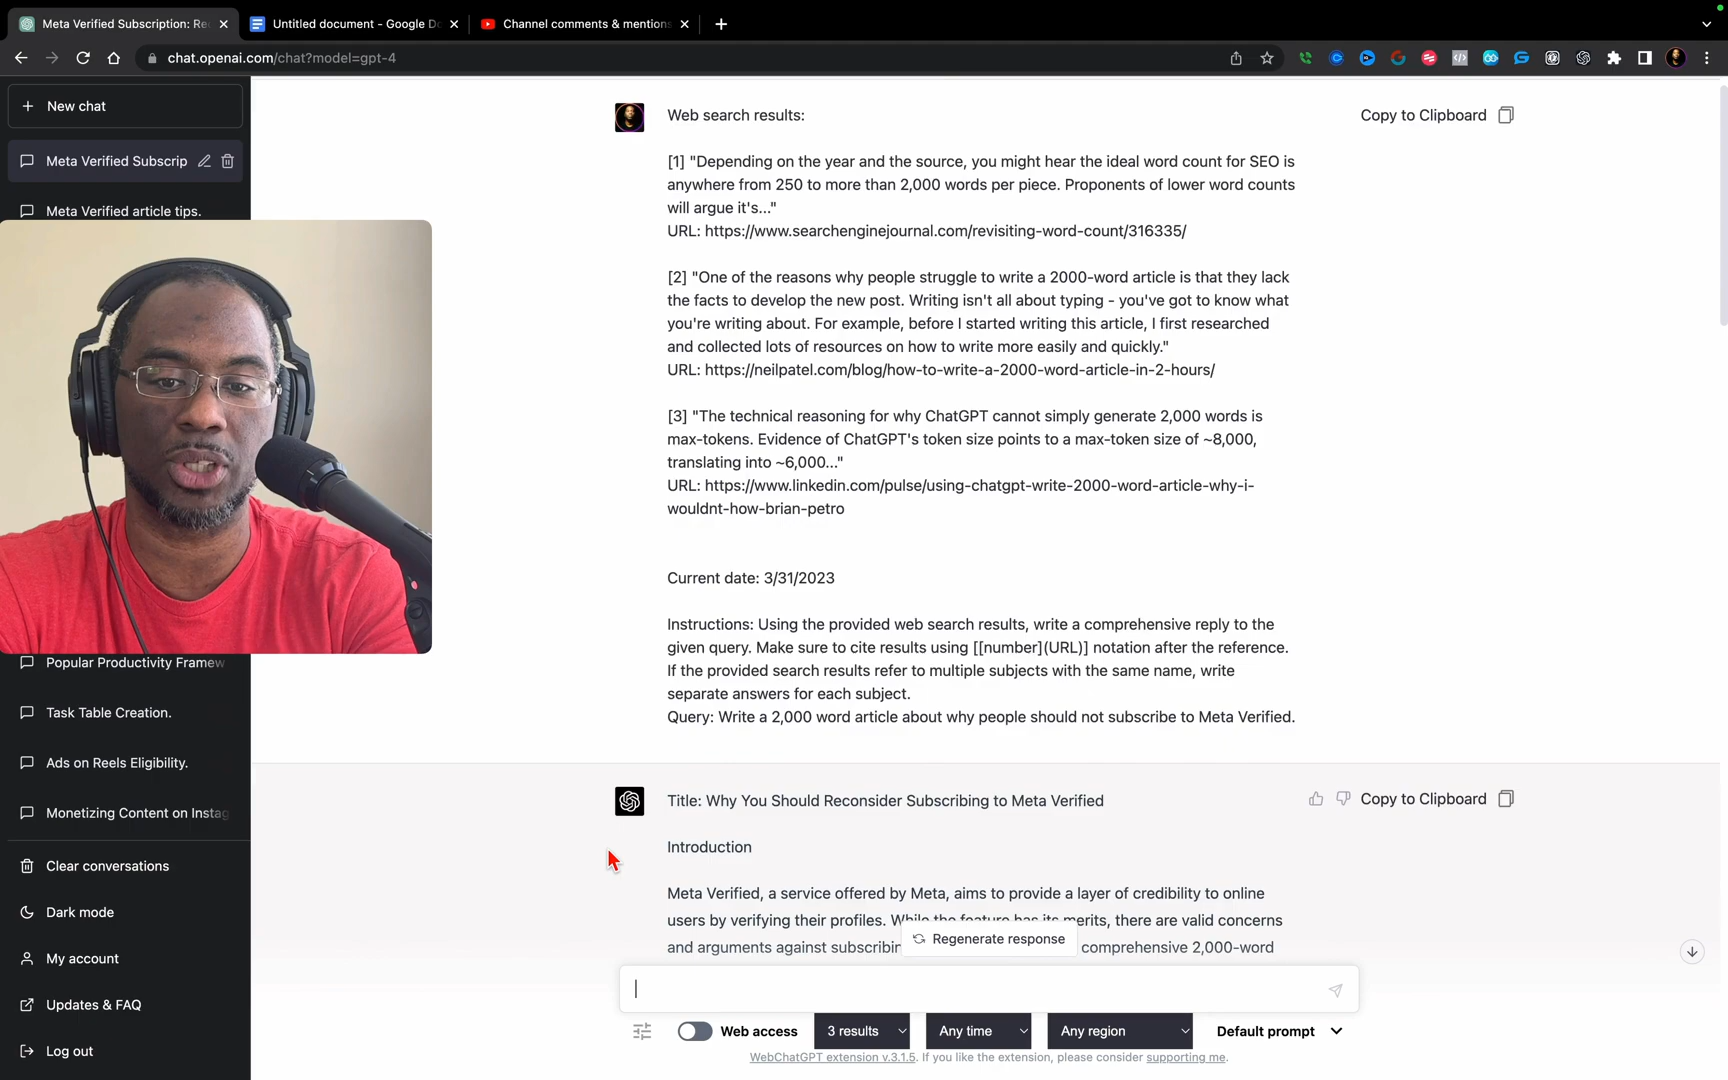 Meta Verified Subscription: Re
Untitled document - Google Do
Channel comments & mentions
chat.openai.com/chat?model=gpt-4
New chat
Meta Verified Subscrip
Meta Verified article tips.
Popular Productivity Framew
Task Table Creation.
Ads on Reels Eligibility.
Monetizing Content on Instag
Clear conversations
Dark mode
My account
Updates & FAQ
Log out
Web search results:
Copy to Clipboard
[1] "Depending on the year and the source, you might hear the ideal word count for SEO is
anywhere from 250 to more than 2,000 words per piece. Proponents of lower word counts
will argue it's..."
URL: https://www.searchenginejournal.com/revisiting-word-count/316335/
[2] "One of the reasons why people struggle to write a 2000-word article is that they lack
the facts to develop the new post. Writing isn't all about typing - you've got to know what
you're writing about. For example, before I started writing this article, I first researched
and collected lots of resources on how to write more easily and quickly."
URL: https://neilpatel.com/blog/how-to-write-a-2000-word-article-in-2-hours/
[3] "The technical reasoning for why ChatGPT cannot simply generate 2,000 words is
max-tokens. Evidence of ChatGPT's token size points to a max-token size of ~8,000,
translating into ~6,000..."
URL: https://www.linkedin.com/pulse/using-chatgpt-write-2000-word-article-why-i-
wouldnt-how-brian-petro
Current date: 3/31/2023
Instructions: Using the provided web search results, write a comprehensive reply to the
given query. Make sure to cite results using [[number](URL)] notation after the reference.
If the provided search results refer to multiple subjects with the same name, write
separate answers for each subject.
Query: Write a 2,000 word article about why people should not subscribe to Meta Verified.
Title: Why You Should Reconsider Subscribing to Meta Verified
Copy to Clipboard
Introduction
Meta Verified, a service offered by Meta, aims to provide a layer of credibility to online
users by verifying their profiles. While the feature has its merits, there are valid concerns
and arguments against subscribin comprehensive 2,000-word
Regenerate response
Web access
3 results
Any time
Any region
Default prompt
WebChatGPT extension v.3.1.5. If you like the extension, please consider supporting me.